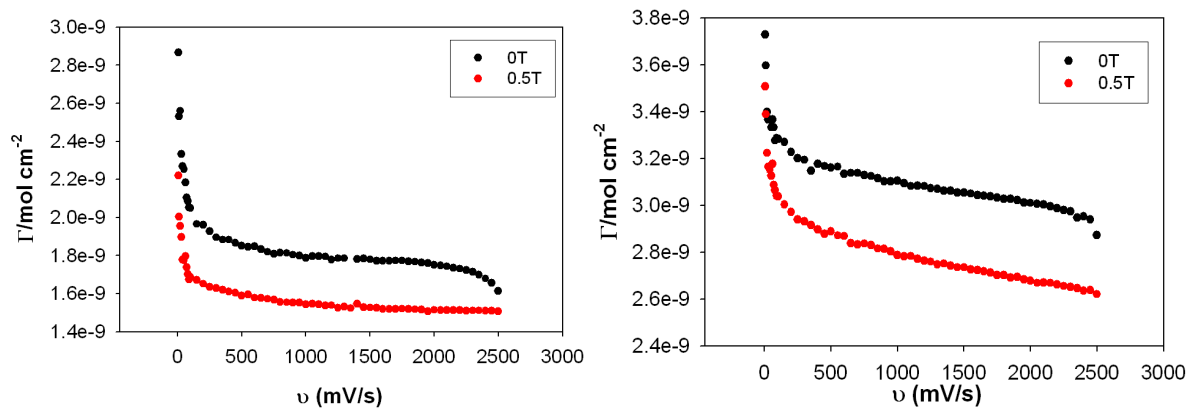 3.0e-9
2.8e-9
2.6e-9
2.4e-9
2.2e-9
2.0e-9
1.8e-9
1.6e-9
1.4e-9
Γ/mol cm⁻²
0T
0.5T
0 500 1000 1500 2000 2500 3000
υ (mV/s)
3.8e-9
3.6e-9
3.4e-9
3.2e-9
3.0e-9
2.8e-9
2.6e-9
2.4e-9
Γ/mol cm⁻²
0T
0.5T
0 500 1000 1500 2000 2500 3000
υ (mV/s)